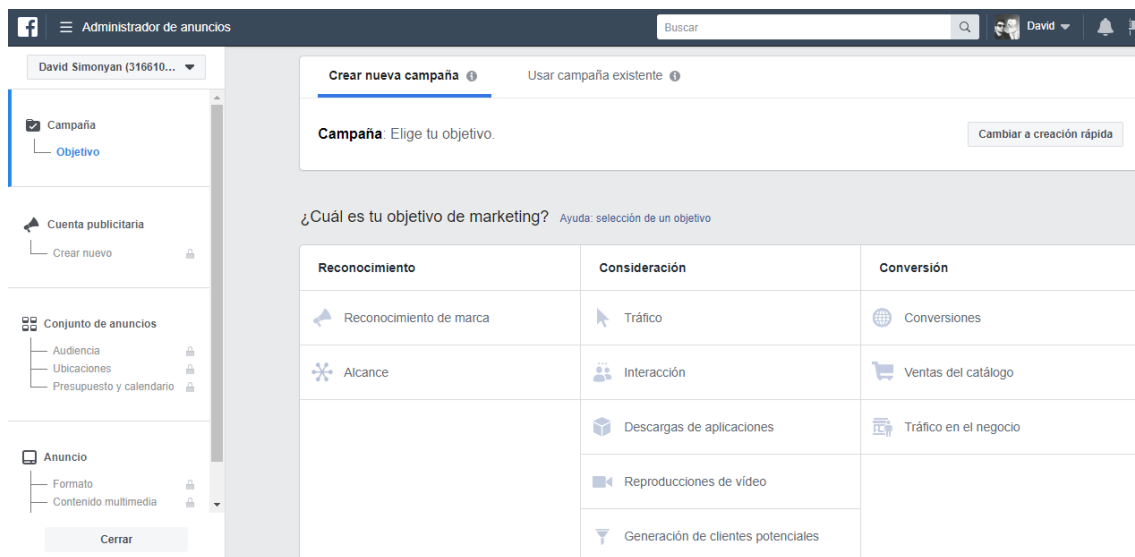 Administrador de anuncios
Buscar
David
David Simonyan (316610...
Campaña
Objetivo
Cuenta publicitaria
Crear nuevo
Conjunto de anuncios
Audiencia
Ubicaciones
Presupuesto y calendario
Anuncio
Formato
Contenido multimedia
Cerrar
Crear nueva campaña
Usar campaña existente
Campaña: Elige tu objetivo.
Cambiar a creación rápida
¿Cuál es tu objetivo de marketing? Ayuda: selección de un objetivo
Reconocimiento
Consideración
Conversión
Reconocimiento de marca
Tráfico
Conversiones
Alcance
Interacción
Ventas del catálogo
Descargas de aplicaciones
Tráfico en el negocio
Reproducciones de vídeo
Generación de clientes potenciales